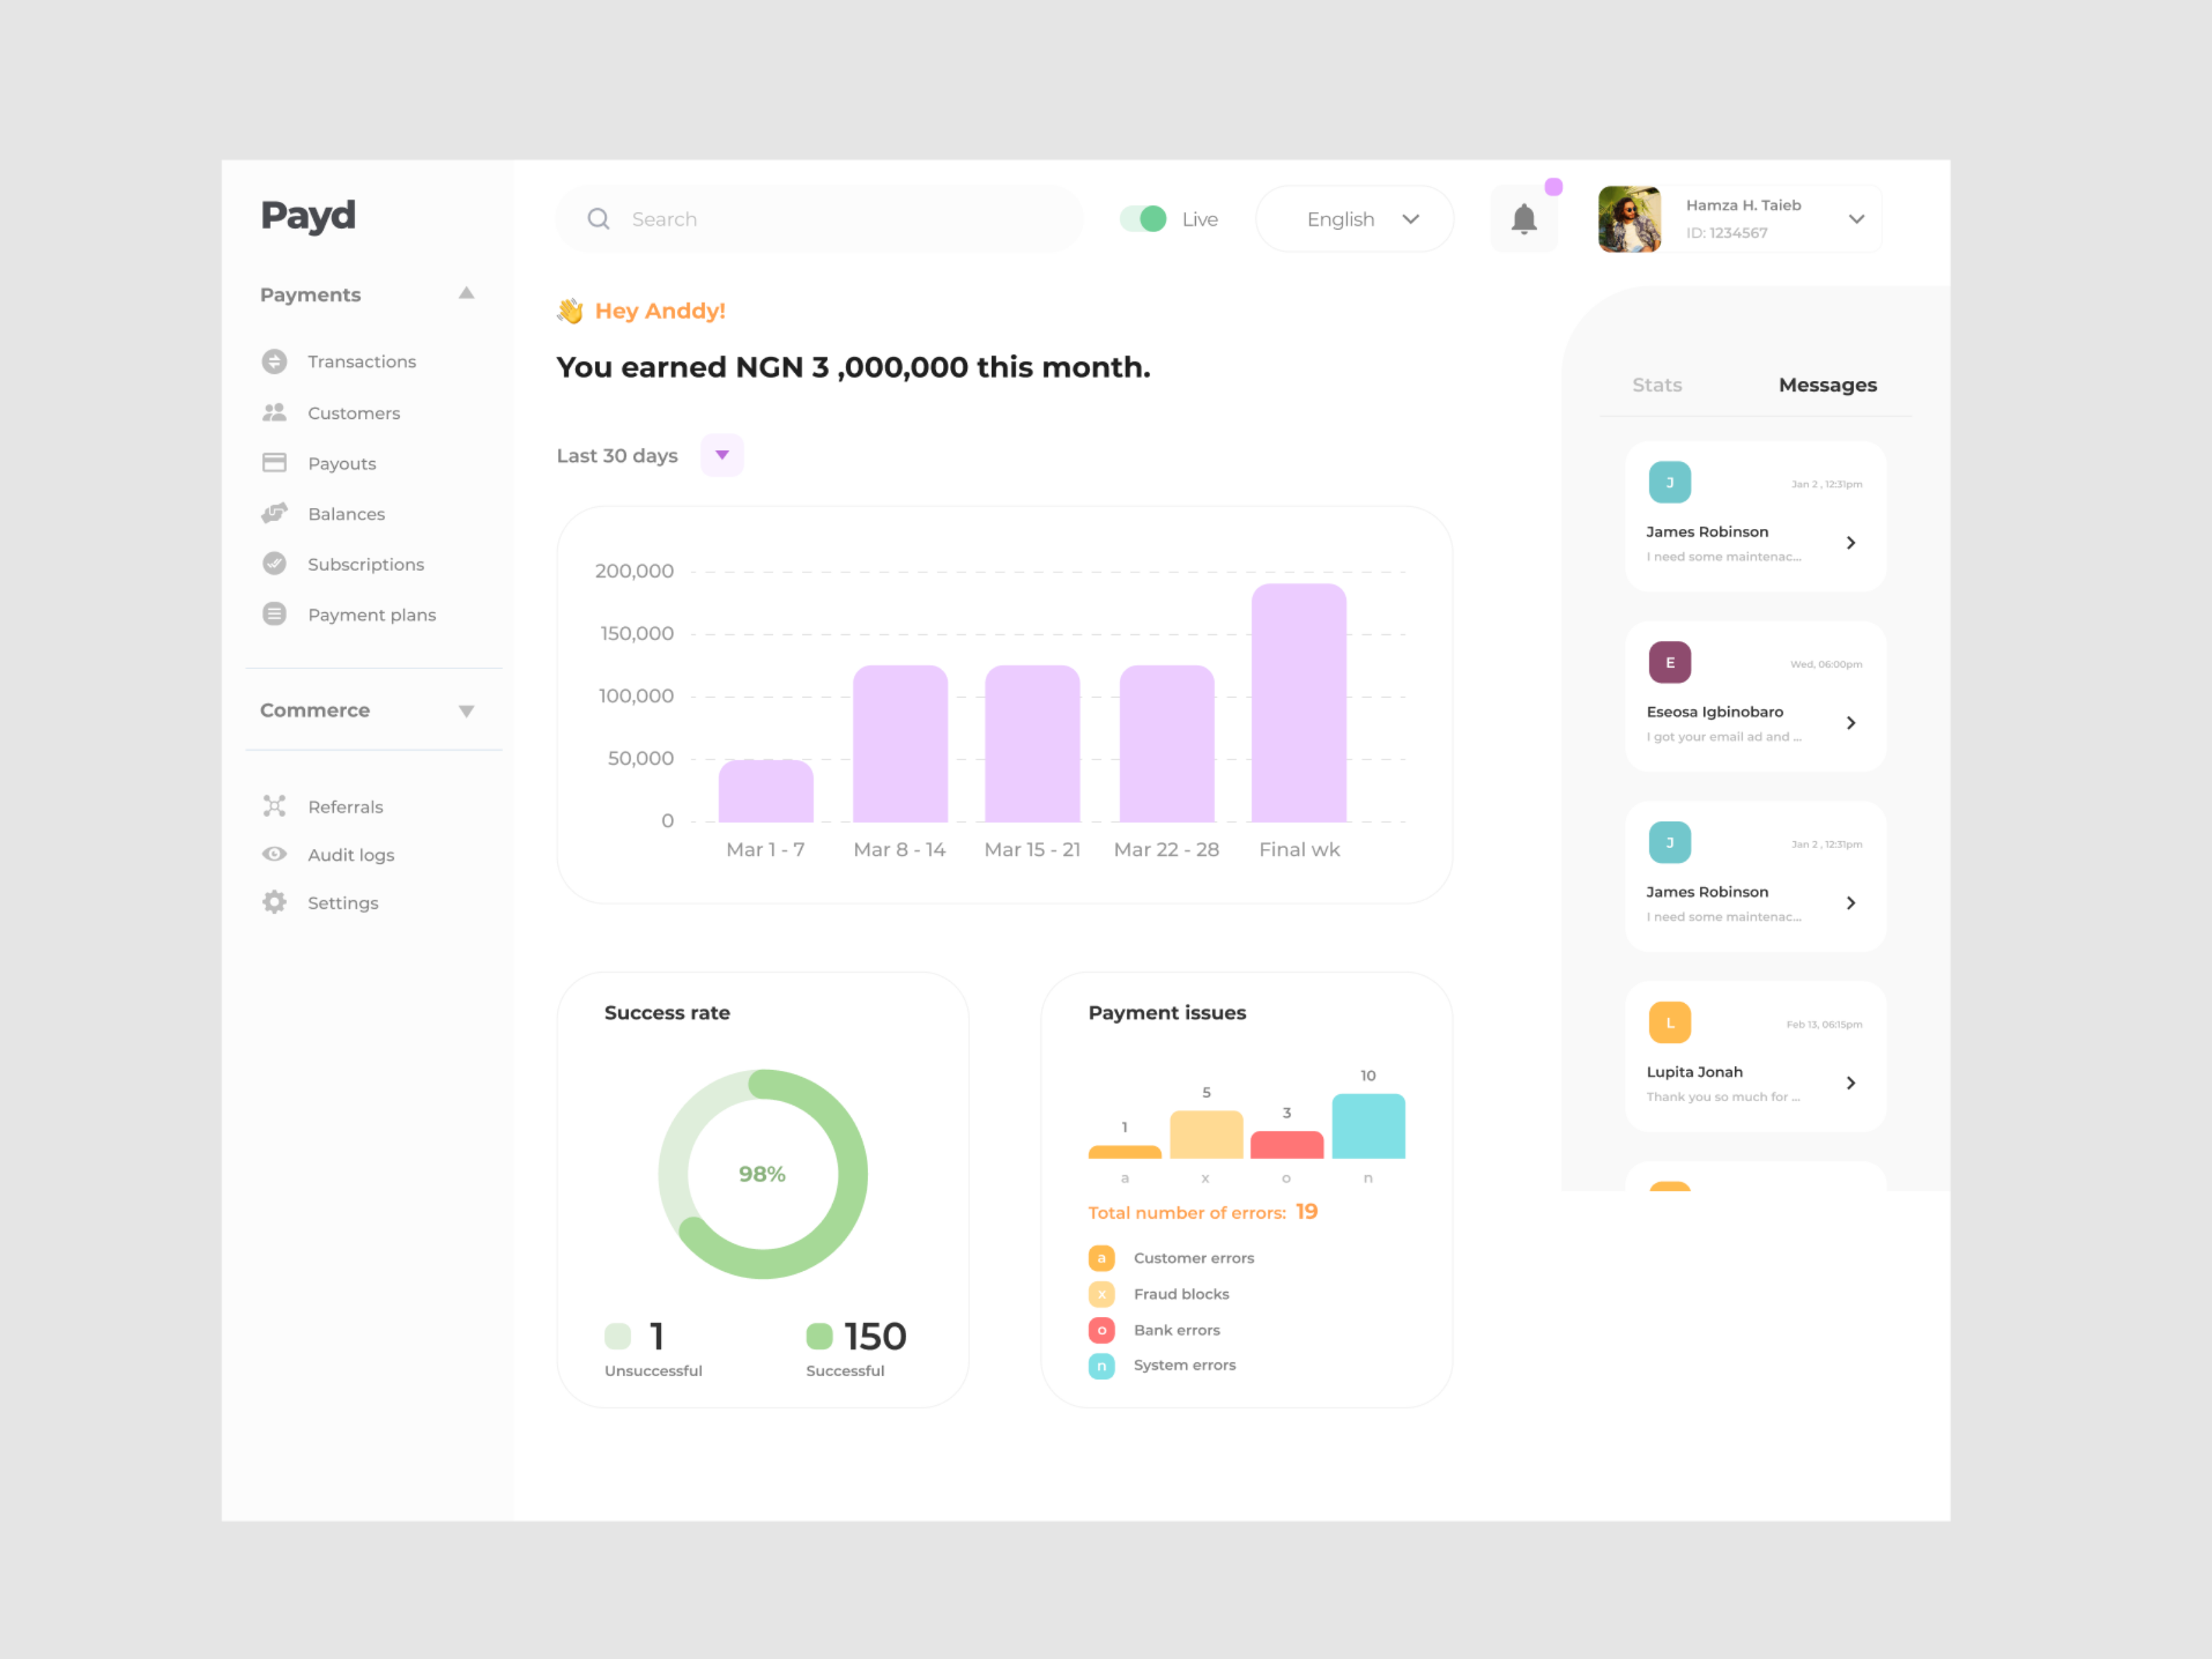 Payd
Payments
Transactions
Customers
Payouts
Balances
Subscriptions
Payment plans
Commerce
Referrals
Audit logs
Settings
Search
Live
English
Hamza H. Taieb
ID: 1234567
Hey Anddy!
You earned NGN 3 ,000,000 this month.
Last 30 days
200,000
150,000
100,000
50,000
0
Mar 1 - 7
Mar 8 - 14
Mar 15 - 21
Mar 22 - 28
Final wk
Success rate
98%
1
Unsuccessful
150
Successful
Payment issues
1
5
3
10
a
x
o
n
Total number of errors: 19
a Customer errors
x Fraud blocks
o Bank errors
n System errors
Stats
Messages
J
Jan 2 , 12:31pm
James Robinson
I need some maintenac...
E
Wed, 06:00pm
Eseosa Igbinobaro
I got your email ad and ...
J
Jan 2 , 12:31pm
James Robinson
I need some maintenac...
L
Feb 13, 06:15pm
Lupita Jonah
Thank you so much for ...